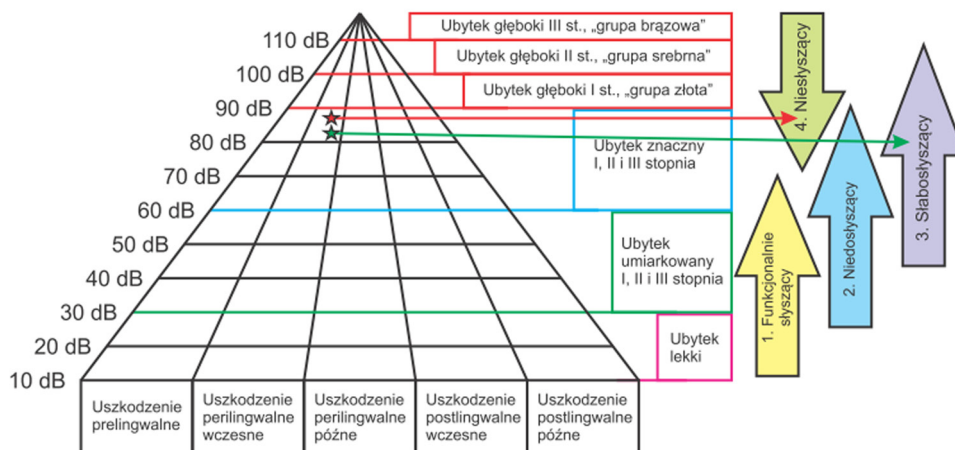 110 dB
100 dB
90 dB
80 dB
70 dB
60 dB
50 dB
40 dB
30 dB
20 dB
10 dB
Ubytek głęboki III st., „grupa brązowa”
Ubytek głęboki II st., „grupa srebrna”
Ubytek głęboki I st., „grupa złota”
Ubytek znaczny
I, II i III stopnia
Ubytek
umiarkowany
I, II i III stopnia
Ubytek
lekki
4. Niesłyszący
3. Słabosłyszący
2. Niedosłyszący
1. Funkcjonalnie
słyszący
Uszkodzenie
prelingwalne
Uszkodzenie
perilingwalne
wczesne
Uszkodzenie
perilingwalne
późne
Uszkodzenie
postlingwalne
wczesne
Uszkodzenie
postlingwalne
późne